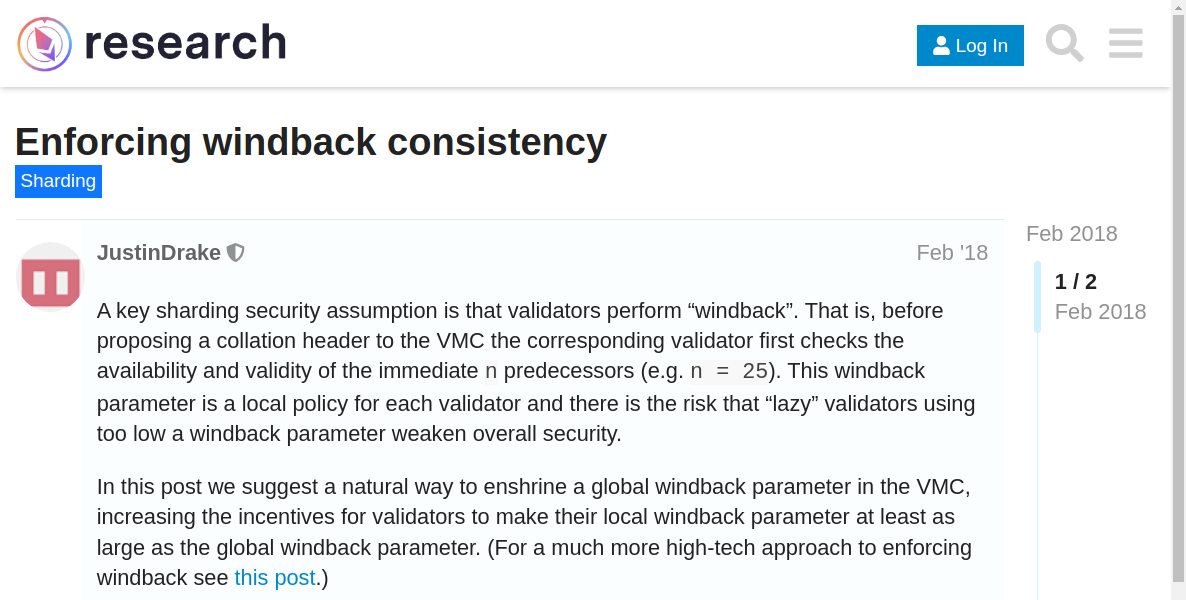 research
Log In
Enforcing windback consistency
Sharding
JustinDrake
Feb '18
A key sharding security assumption is that validators perform “windback”. That is, before
proposing a collation header to the VMC the corresponding validator first checks the
availability and validity of the immediate n predecessors (e.g. n = 25). This windback
parameter is a local policy for each validator and there is the risk that “lazy” validators using
too low a windback parameter weaken overall security.
In this post we suggest a natural way to enshrine a global windback parameter in the VMC,
increasing the incentives for validators to make their local windback parameter at least as
large as the global windback parameter. (For a much more high-tech approach to enforcing
windback see this post.)
Feb 2018
1 / 2
Feb 2018